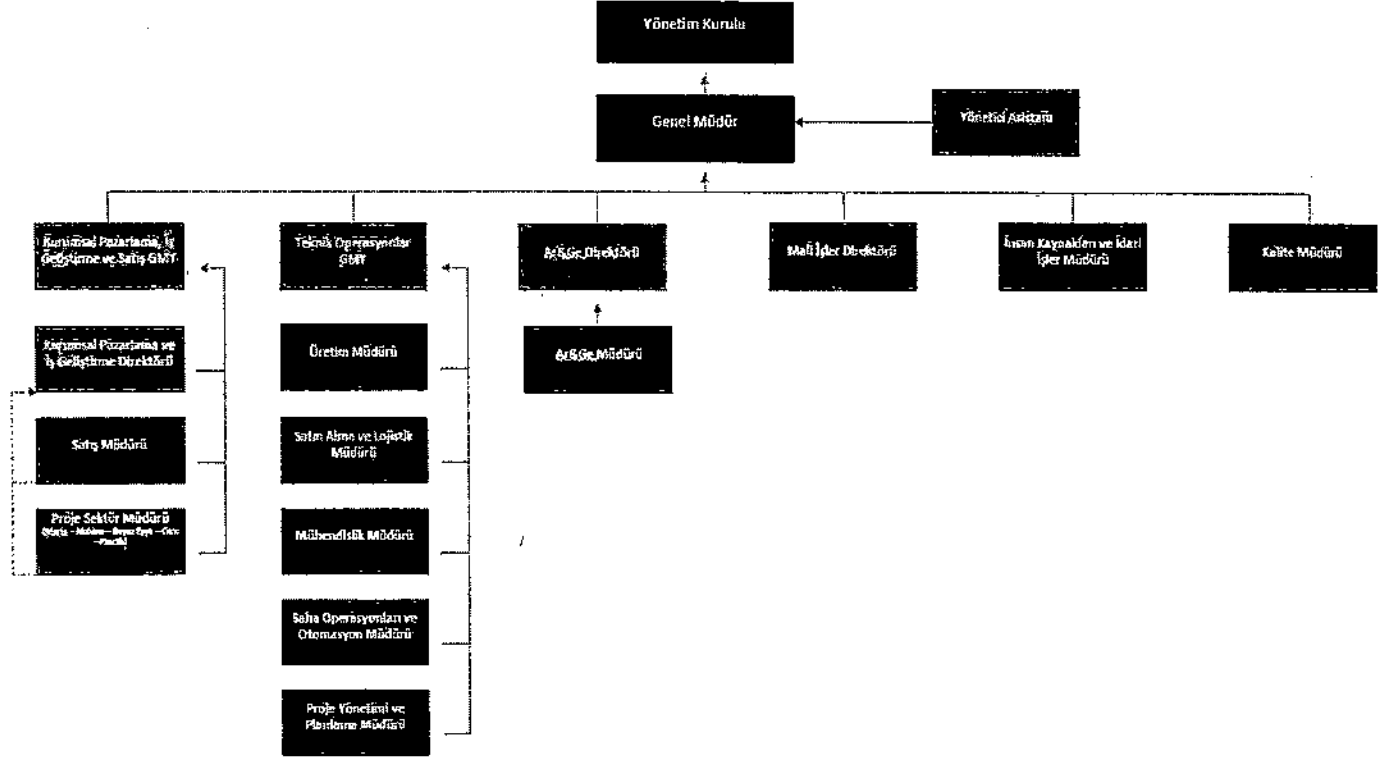 Yönetim Kurulu
Genel Müdür
Yönetici Asistanı
Kurumsal Pazarlama, İş
Geliştirme ve Satış GMY
Teknik Operasyonlar
GMY
Ar&Ge Direktörü
Mali İşler Direktörü
İnsan Kaynakları ve İdari
İşler Müdürü
Kalite Müdürü
Kurumsal Pazarlama ve
İş Geliştirme Direktörü
Üretim Müdürü
Ar&Ge Müdürü
Satış Müdürü
Satın Alma ve Lojistik
Müdürü
Proje Sektör Müdürü
Mühendislik Müdürü
Saha Operasyonları ve
Otomasyon Müdürü
Proje Yönetimi ve
Planlama Müdürü